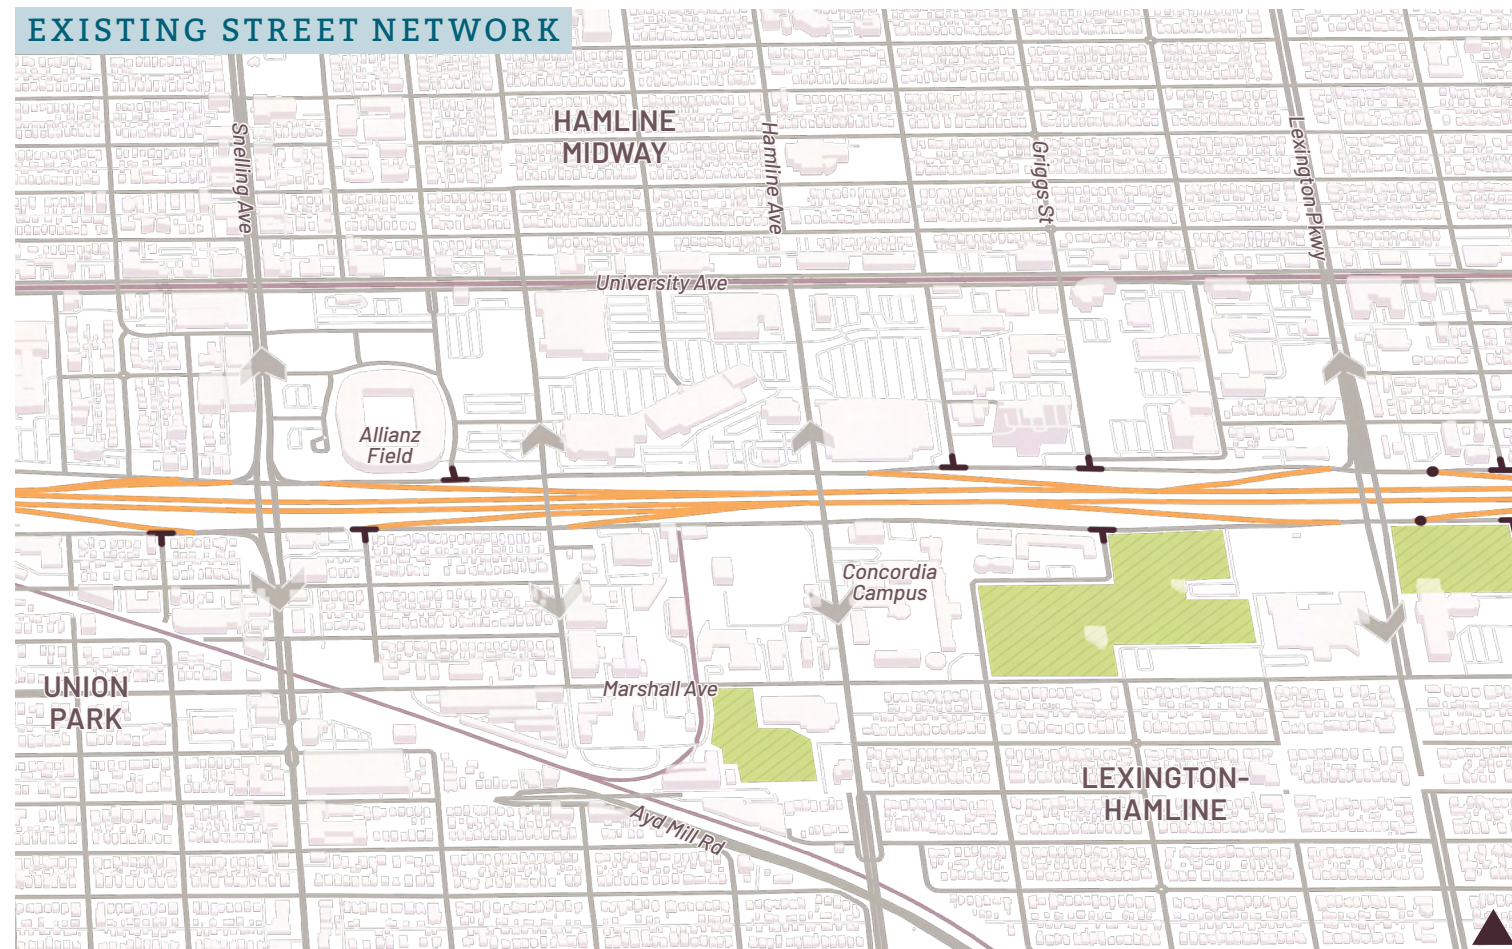 EXISTING STREET NETWORK
HAMLINE
MIDWAY
Snelling Ave
Hamline Ave
Griggs St
Lexington Pkwy
University Ave
Allianz
Field
Concordia
Campus
UNION
PARK
Marshall Ave
LEXINGTON-
HAMLINE
Ayd Mill Rd